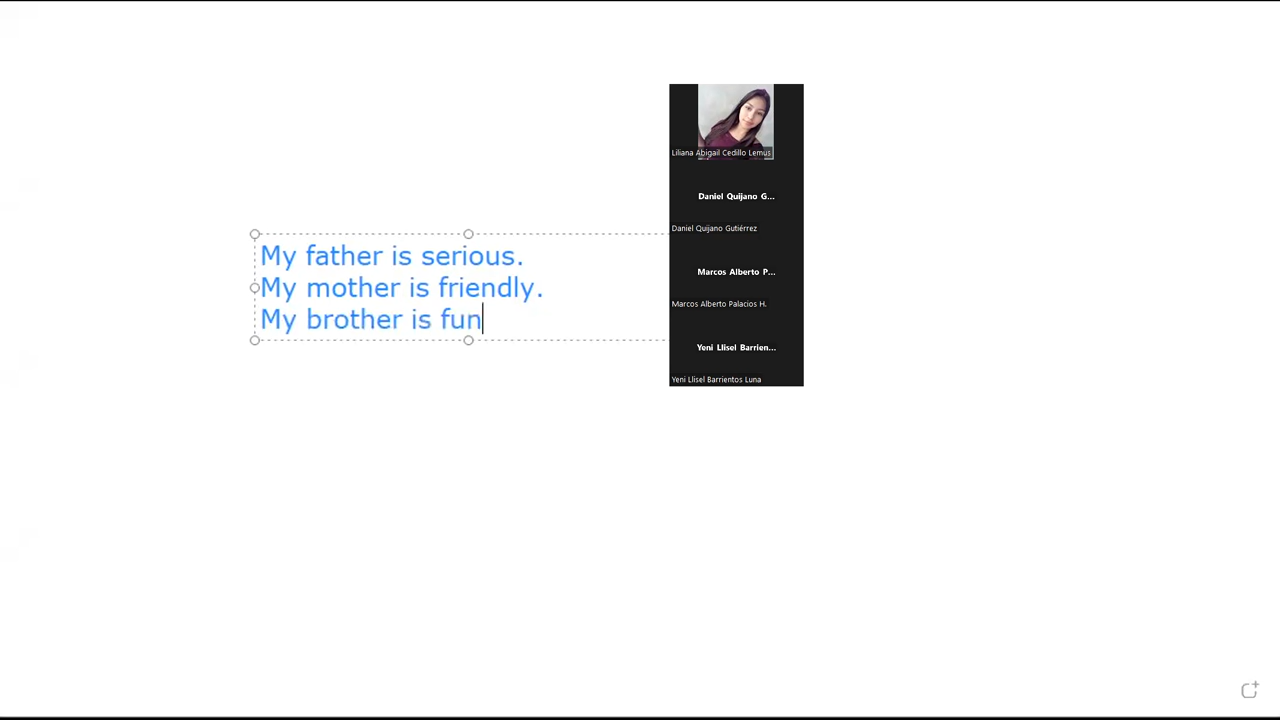 My father is serious.
My mother is friendly.
My brother is fun
Liliana Abigail Cedillo Lemus
Daniel Quijano G...
Daniel Quijano Gutiérrez
Marcos Alberto P...
Marcos Alberto Palacios H.
Yeni Llisel Barrien...
Yeni Llisel Barrientos Luna